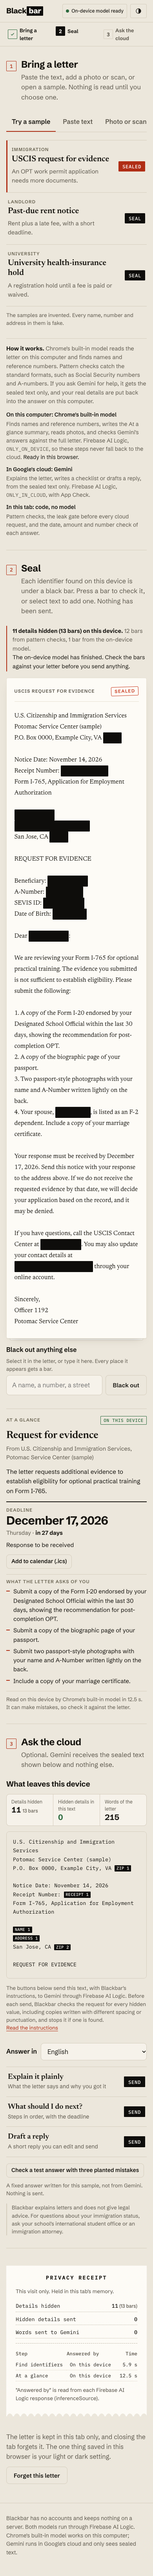 Blackbar
On-device model ready
Bring a letter
2 Seal
3 Ask the cloud
1 Bring a letter
Paste the text, add a photo or scan, or open a sample. Nothing is sent until you choose one.
Try a sample
Paste text
Photo or scan
IMMIGRATION
USCIS request for evidence
An OPT work permit application needs more documents.
SEALED
LANDLORD
Past-due rent notice
Rent plus a late fee, with a short deadline.
SEAL
UNIVERSITY
University health-insurance hold
A registration hold until a fee is paid or waived.
SEAL
The samples are invented. Every name, number and address in them is fake.
How it works. Chrome's built-in model reads the letter on this computer and finds names and reference numbers. Pattern checks catch the standard formats, such as Social Security numbers and A-numbers. If you ask Gemini for help, it gets the sealed text only, and your real details are put back into the answer on this computer.
On this computer: Chrome's built-in model
Finds names and reference numbers, writes the At a glance summary, reads photos, and checks Gemini's answers against the full letter. Firebase AI Logic, ONLY_ON_DEVICE, so these steps never fall back to the cloud. Ready in this browser.
In Google's cloud: Gemini
Explains the letter, writes a checklist or drafts a reply, from the sealed text only. Firebase AI Logic, ONLY_IN_CLOUD, with App Check.
In this tab: code, no model
Pattern checks, the leak gate before every cloud request, and the date, amount and number check of each answer.
2 Seal
Each identifier found on this device is under a black bar. Press a bar to check it, or select text to add one. Nothing has been sent.
11 details hidden (13 bars) on this device. 12 bars from pattern checks, 1 bar from the on-device model.
The on-device model has finished. Check the bars against your letter before you send anything.
USCIS REQUEST FOR EVIDENCE
SEALED
U.S. Citizenship and Immigration Services
Potomac Service Center (sample)
P.O. Box 0000, Example City, VA
Notice Date: November 14, 2026
Receipt Number:
Form I-765, Application for Employment Authorization
San Jose, CA
REQUEST FOR EVIDENCE
Beneficiary:
A-Number:
SEVIS ID:
Date of Birth:
Dear :
We are reviewing your Form I-765 for optional practical training. The evidence you submitted is not sufficient to establish eligibility. Please submit the following:
1. A copy of the Form I-20 endorsed by your Designated School Official within the last 30 days, showing the recommendation for post-completion OPT.
2. A copy of the biographic page of your passport.
3. Two passport-style photographs with your name and A-Number written lightly on the back.
4. Your spouse, , is listed as an F-2 dependent. Include a copy of your marriage certificate.
Your response must be received by December 17, 2026. Send this notice with your response to the address above. If we do not receive the requested evidence by this date, we will decide your application based on the record, and it may be denied.
If you have questions, call the USCIS Contact Center at . You may also update your contact details at through your online account.
Sincerely,
Officer 1192
Potomac Service Center
Black out anything else
Select it in the letter, or type it here. Every place it appears gets a bar.
A name, a number, a street
Black out
AT A GLANCE
ON THIS DEVICE
Request for evidence
From U.S. Citizenship and Immigration Services, Potomac Service Center (sample)
The letter requests additional evidence to establish eligibility for optional practical training on Form I-765.
DEADLINE
December 17, 2026
Thursday · in 27 days
Response to be received
Add to calendar (.ics)
WHAT THE LETTER ASKS OF YOU
Submit a copy of the Form I-20 endorsed by your Designated School Official within the last 30 days, showing the recommendation for post-completion OPT.
Submit a copy of the biographic page of your passport.
Submit two passport-style photographs with your name and A-Number written lightly on the back.
Include a copy of your marriage certificate.
Read on this device by Chrome's built-in model in 12.5 s. It can make mistakes, so check it against the letter.
3 Ask the cloud
Optional. Gemini receives the sealed text shown below and nothing else.
What leaves this device
Details hidden
11 (13 bars)
Hidden details in this text
0
Words of the letter
215
U.S. Citizenship and Immigration Services
Potomac Service Center (sample)
P.O. Box 0000, Example City, VA ZIP 1
Notice Date: November 14, 2026
Receipt Number: RECEIPT 1
Form I-765, Application for Employment Authorization
NAME 1
ADDRESS 1
San Jose, CA ZIP 2
REQUEST FOR EVIDENCE
The buttons below send this text, with Blackbar's instructions, to Gemini through Firebase AI Logic. Before each send, Blackbar checks the request for every hidden value, including copies written with different spacing or punctuation, and stops it if one is found.
Read the instructions
Answer in
English
Explain it plainly
What the letter says and why you got it
SEND
What should I do next?
Steps in order, with the deadline
SEND
Draft a reply
A short reply you can edit and send
SEND
Check a test answer with three planted mistakes
A fixed answer written for this sample, not from Gemini. Nothing is sent.
Blackbar explains letters and does not give legal advice. For questions about your immigration status, ask your school's international student office or an immigration attorney.
PRIVACY RECEIPT
This visit only. Held in this tab's memory.
Details hidden 11 (13 bars)
Hidden details sent 0
Words sent to Gemini 0
Step Answered by Time
Find identifiers On this device 5.9 s
At a glance On this device 12.5 s
"Answered by" is read from each Firebase AI Logic response (InferenceSource).
The letter is kept in this tab only, and closing the tab forgets it. The one thing saved in this browser is your light or dark setting.
Forget this letter
Blackbar has no accounts and keeps nothing on a server. Both models run through Firebase AI Logic. Chrome's built-in model works on this computer; Gemini runs in Google's cloud and only sees sealed text.